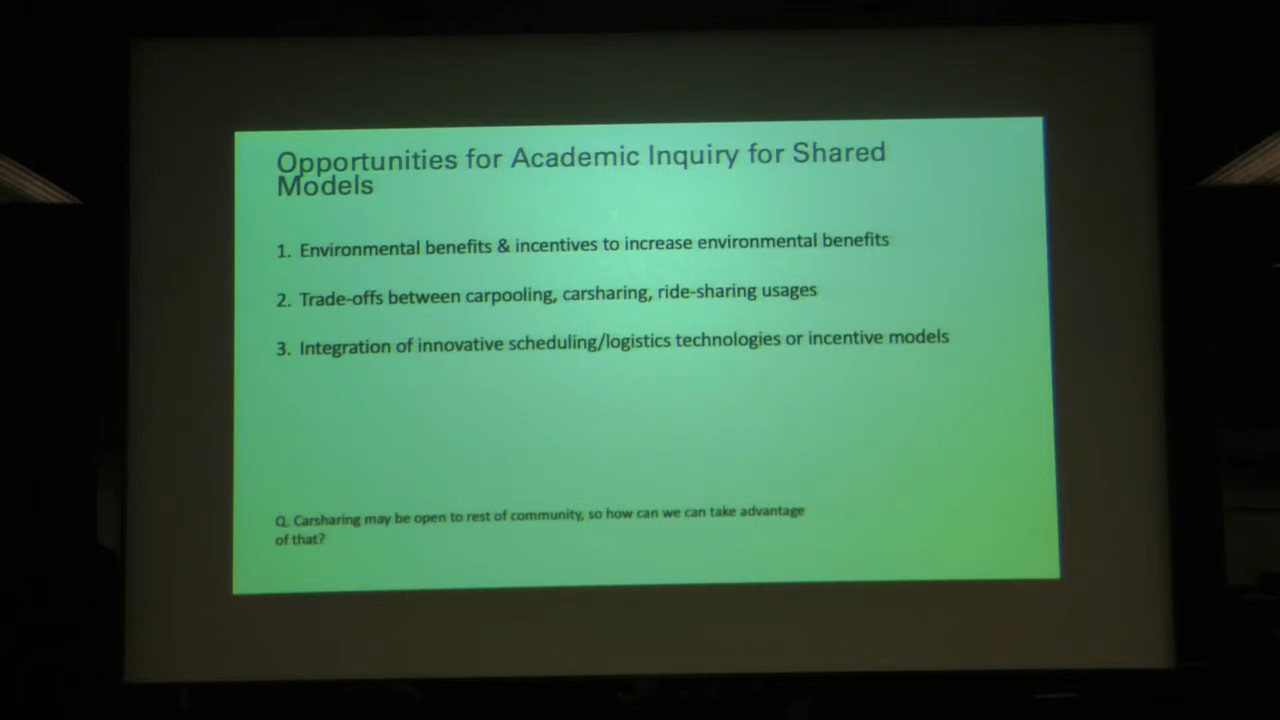 Opportunities for Academic Inquiry for Shared
Models
1. Environmental benefits & incentives to increase environmental benefits
2. Trade-offs between carpooling, carsharing, ride-sharing usages
3. Integration of innovative scheduling/logistics technologies or incentive models
Q. Carsharing may be open to rest of community, so how can we can take advantage
of that?